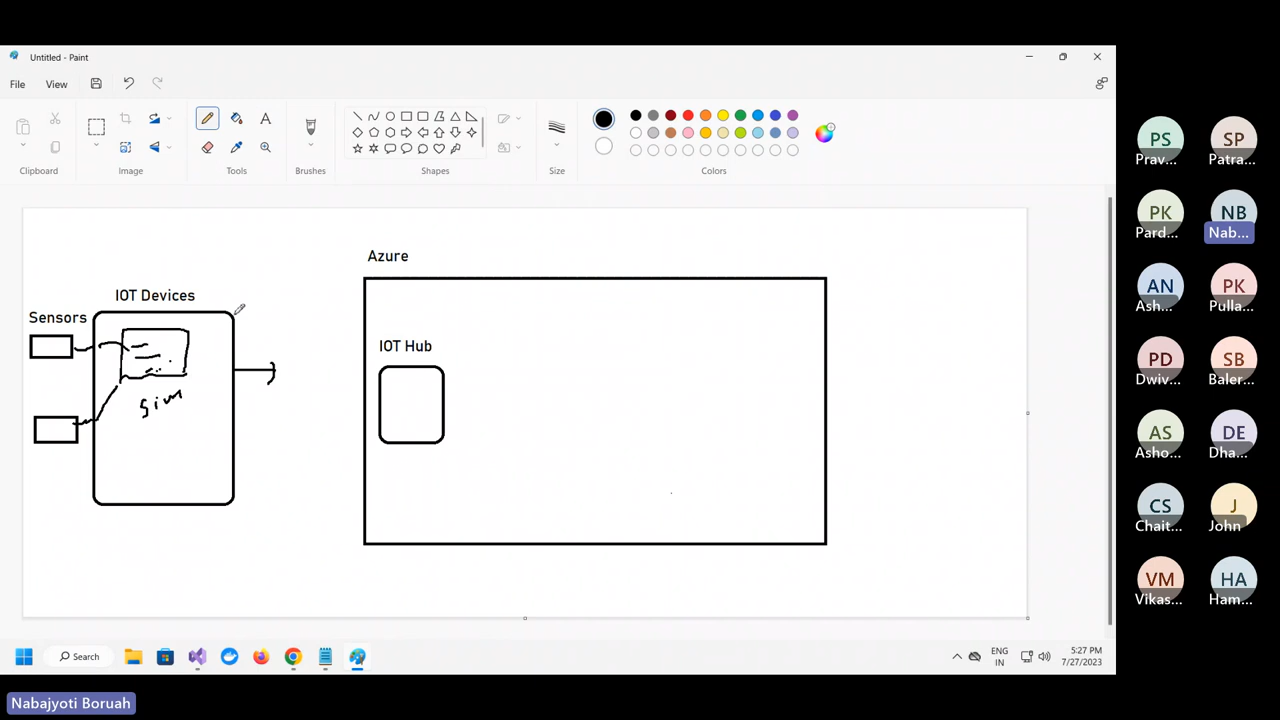 Untitled - Paint
File
View
Clipboard
Image
Tools
Brushes
Shapes
Size
Colors
A
Azure
IOT Devices
Sensors
IOT Hub
Sim
Search
ENG
IN
5:27 PM
7/27/2023
PS
Prav...
SP
Patra...
PK
Pard...
NB
Nab...
AN
Ash...
PK
Pulla...
PD
Dwiv...
SB
Baler...
AS
Asho...
DE
Dha...
CS
Chait...
J
John
VM
Vikas...
HA
Ham...
Nabajyoti Boruah